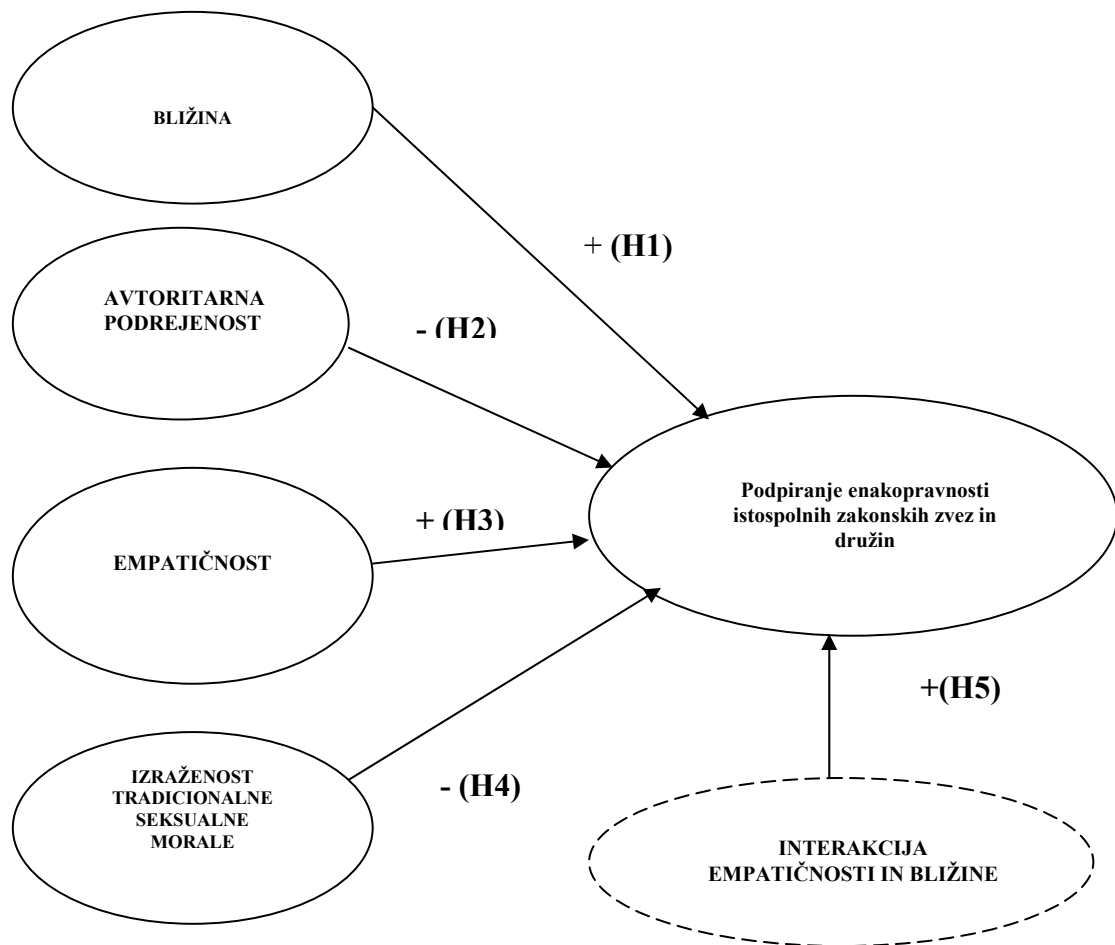 BLIŽINA
+ (H1)
AVTORITARNA
PODREJENOST
- (H2)
EMPATIČNOST
+ (H3)
Podpiranje enakopravnosti
istospolnih zakonskih zvez in
družin
IZRAŽENOST
TRADICIONALNE
SEKSUALNE
MORALE
- (H4)
+(H5)
INTERAKCIJA
EMPATIČNOSTI IN BLIŽINE